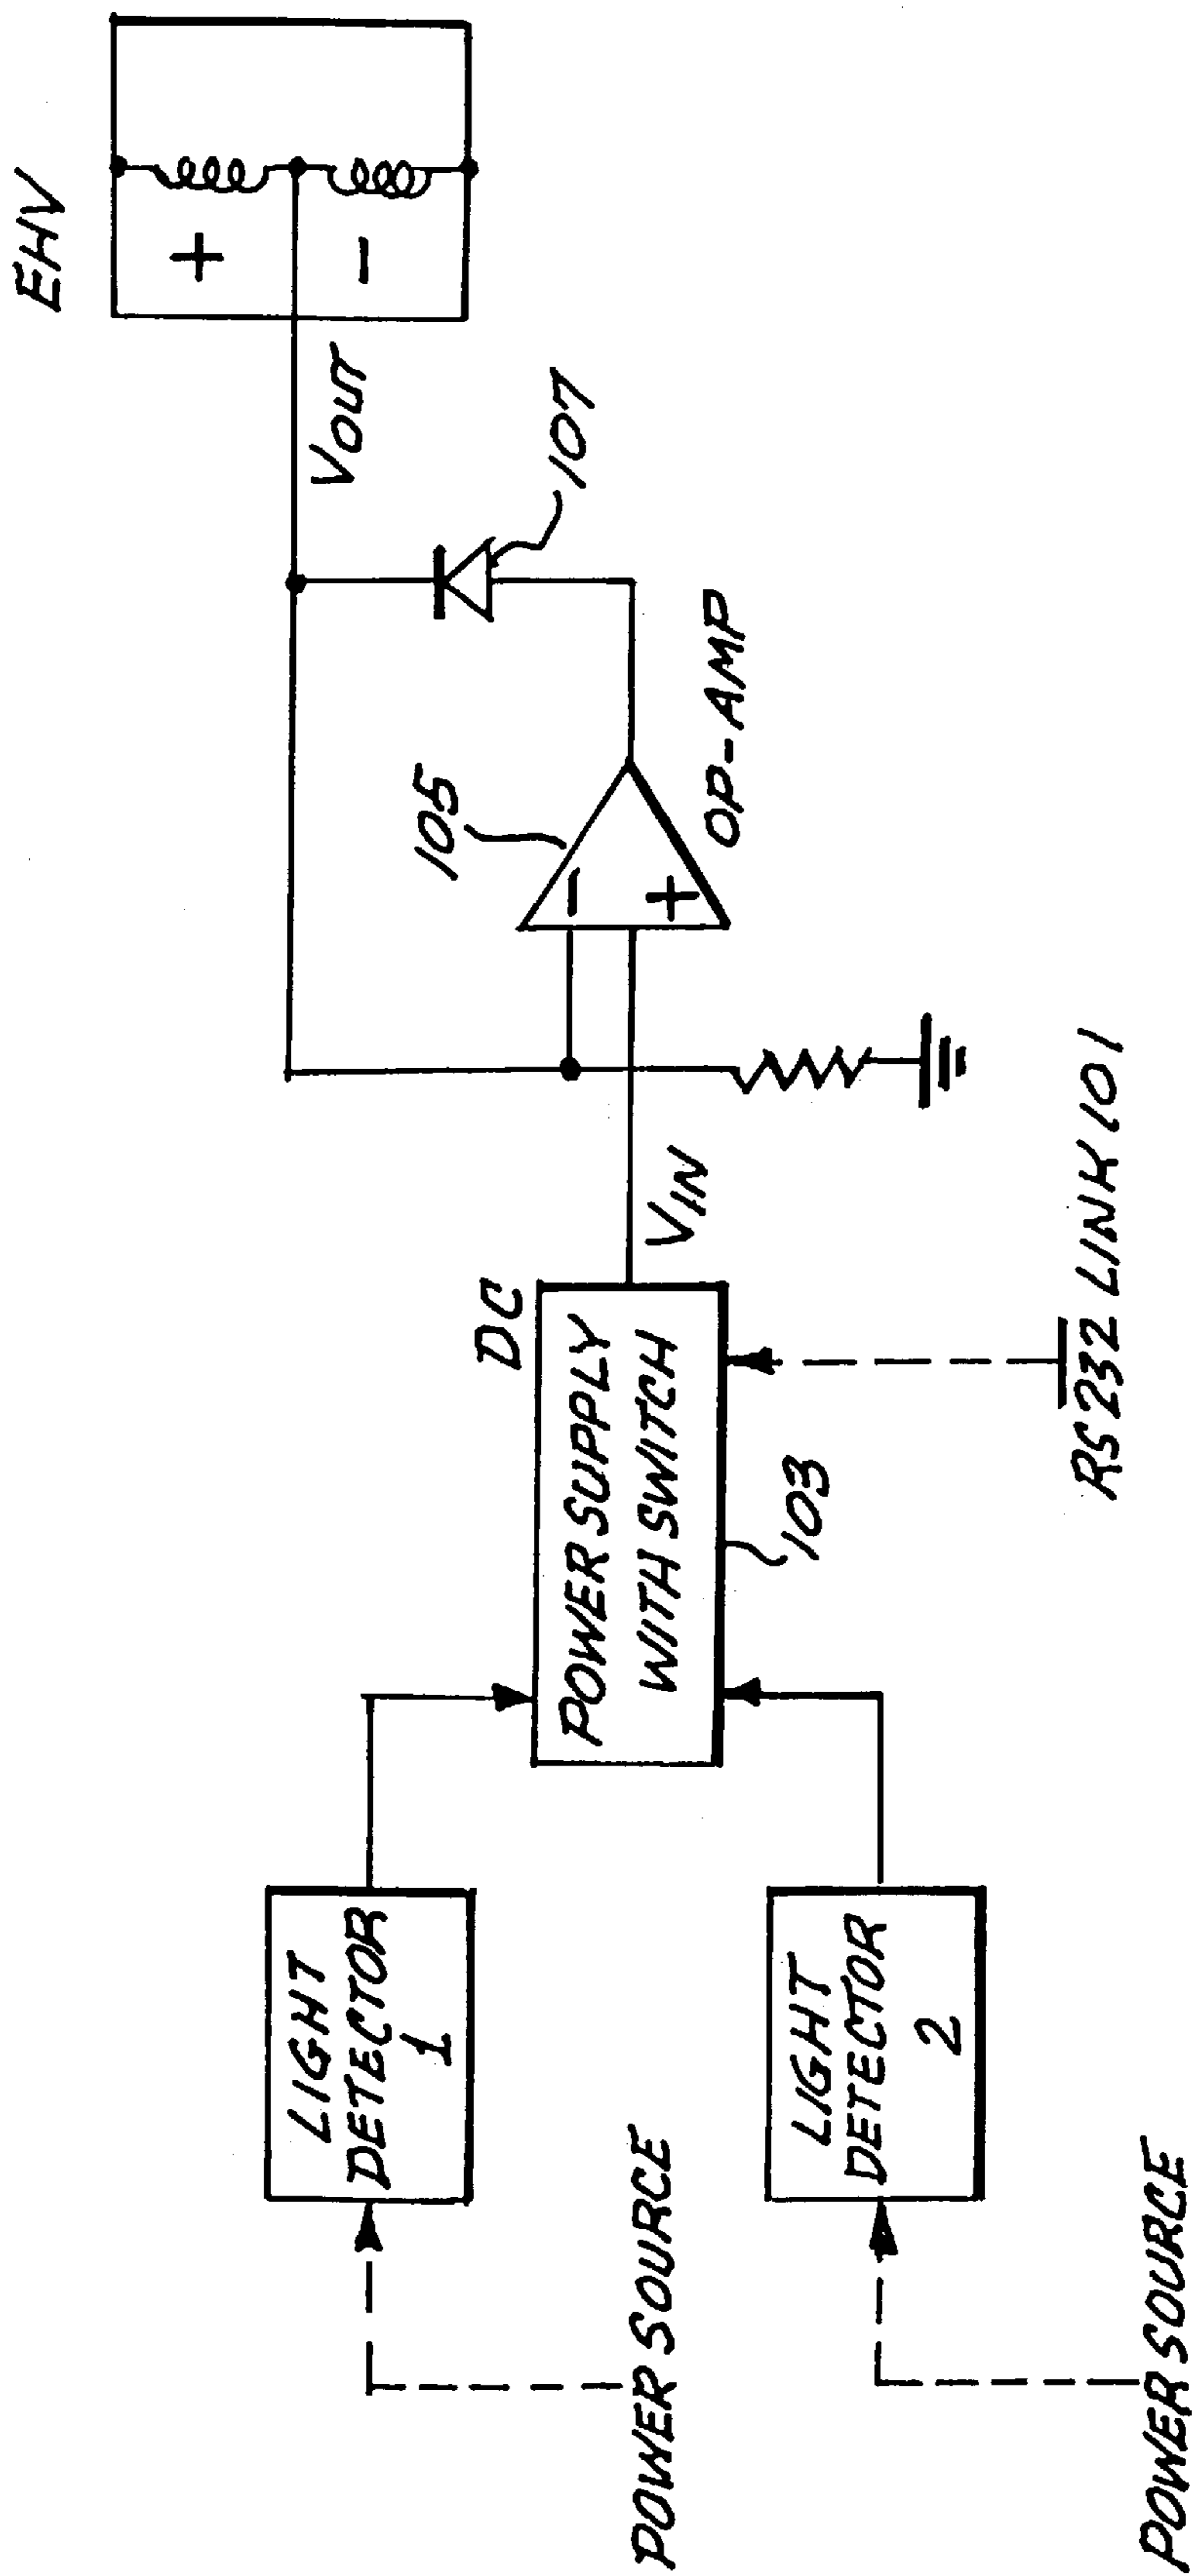 EHV
+
-
VOUT
107
105
-
+
OP-AMP
VIN
DC
POWER SUPPLY
WITH SWITCH
103
RS232 LINK 101
LIGHT
DETECTOR
1
LIGHT
DETECTOR
2
POWER SOURCE
POWER SOURCE